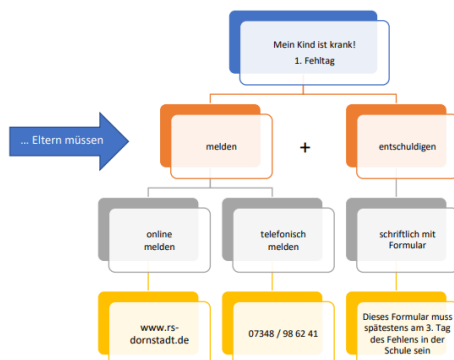 Mein Kind ist krank!
1. Fehltag
... Eltern müssen
melden
+
entschuldigen
online
melden
telefonisch
melden
schriftlich mit
Formular
www.rs-
dornstadt.de
07348 / 98 62 41
Dieses Formular muss
spätestens am 3. Tag
des Fehlens in der
Schule sein